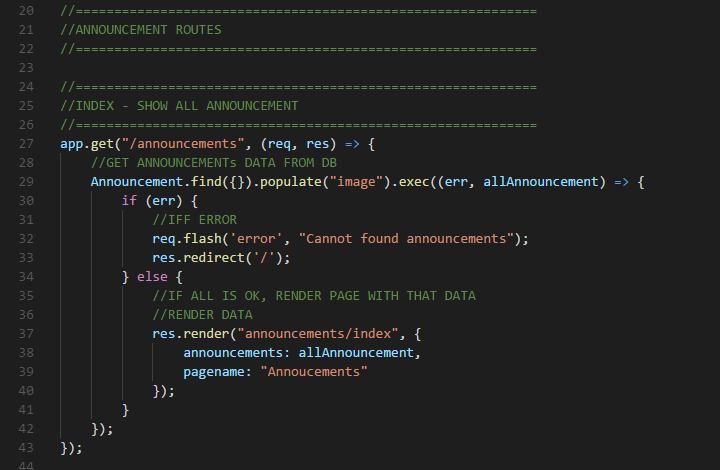 20 //============================================================
21 //ANNOUNCEMENT ROUTES
22 //============================================================
23
24 //============================================================
25 //INDEX - SHOW ALL ANNOUNCEMENT
26 //============================================================
27 app.get("/announcements", (req, res) => {
28     //GET ANNOUNCEMENTs DATA FROM DB
29     Announcement.find({}).populate("image").exec((err, allAnnouncement) => {
30         if (err) {
31             //IFF ERROR
32             req.flash('error', "Cannot found announcements");
33             res.redirect('/');
34         } else {
35             //IF ALL IS OK, RENDER PAGE WITH THAT DATA
36             //RENDER DATA
37             res.render("announcements/index", {
38                 announcements: allAnnouncement,
39                 pagename: "Annoucements"
40             });
41         }
42     });
43 });
44